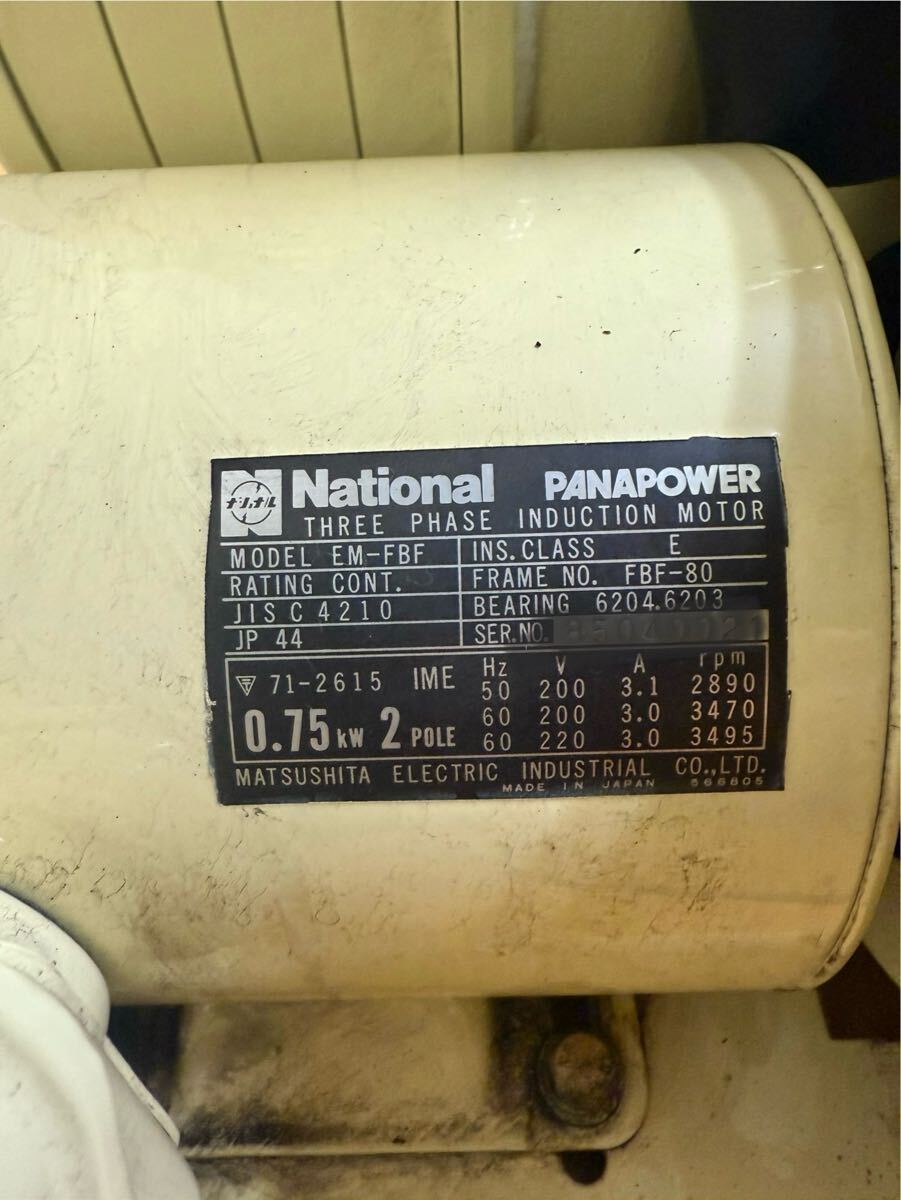 ナショナル National PANAPOWER
THREE PHASE INDUCTION MOTOR
MODEL EM-FBF INS.CLASS E
RATING CONT. FRAME NO. FBF-80
JIS C 4210 BEARING 6204.6203
JP 44 SER.NO.
71-2615 IME Hz V A rpm
50 200 3.1 2890
0.75 kW 2 POLE 60 200 3.0 3470
60 220 3.0 3495
MATSUSHITA ELECTRIC INDUSTRIAL CO.,LTD.
MADE IN JAPAN 566805